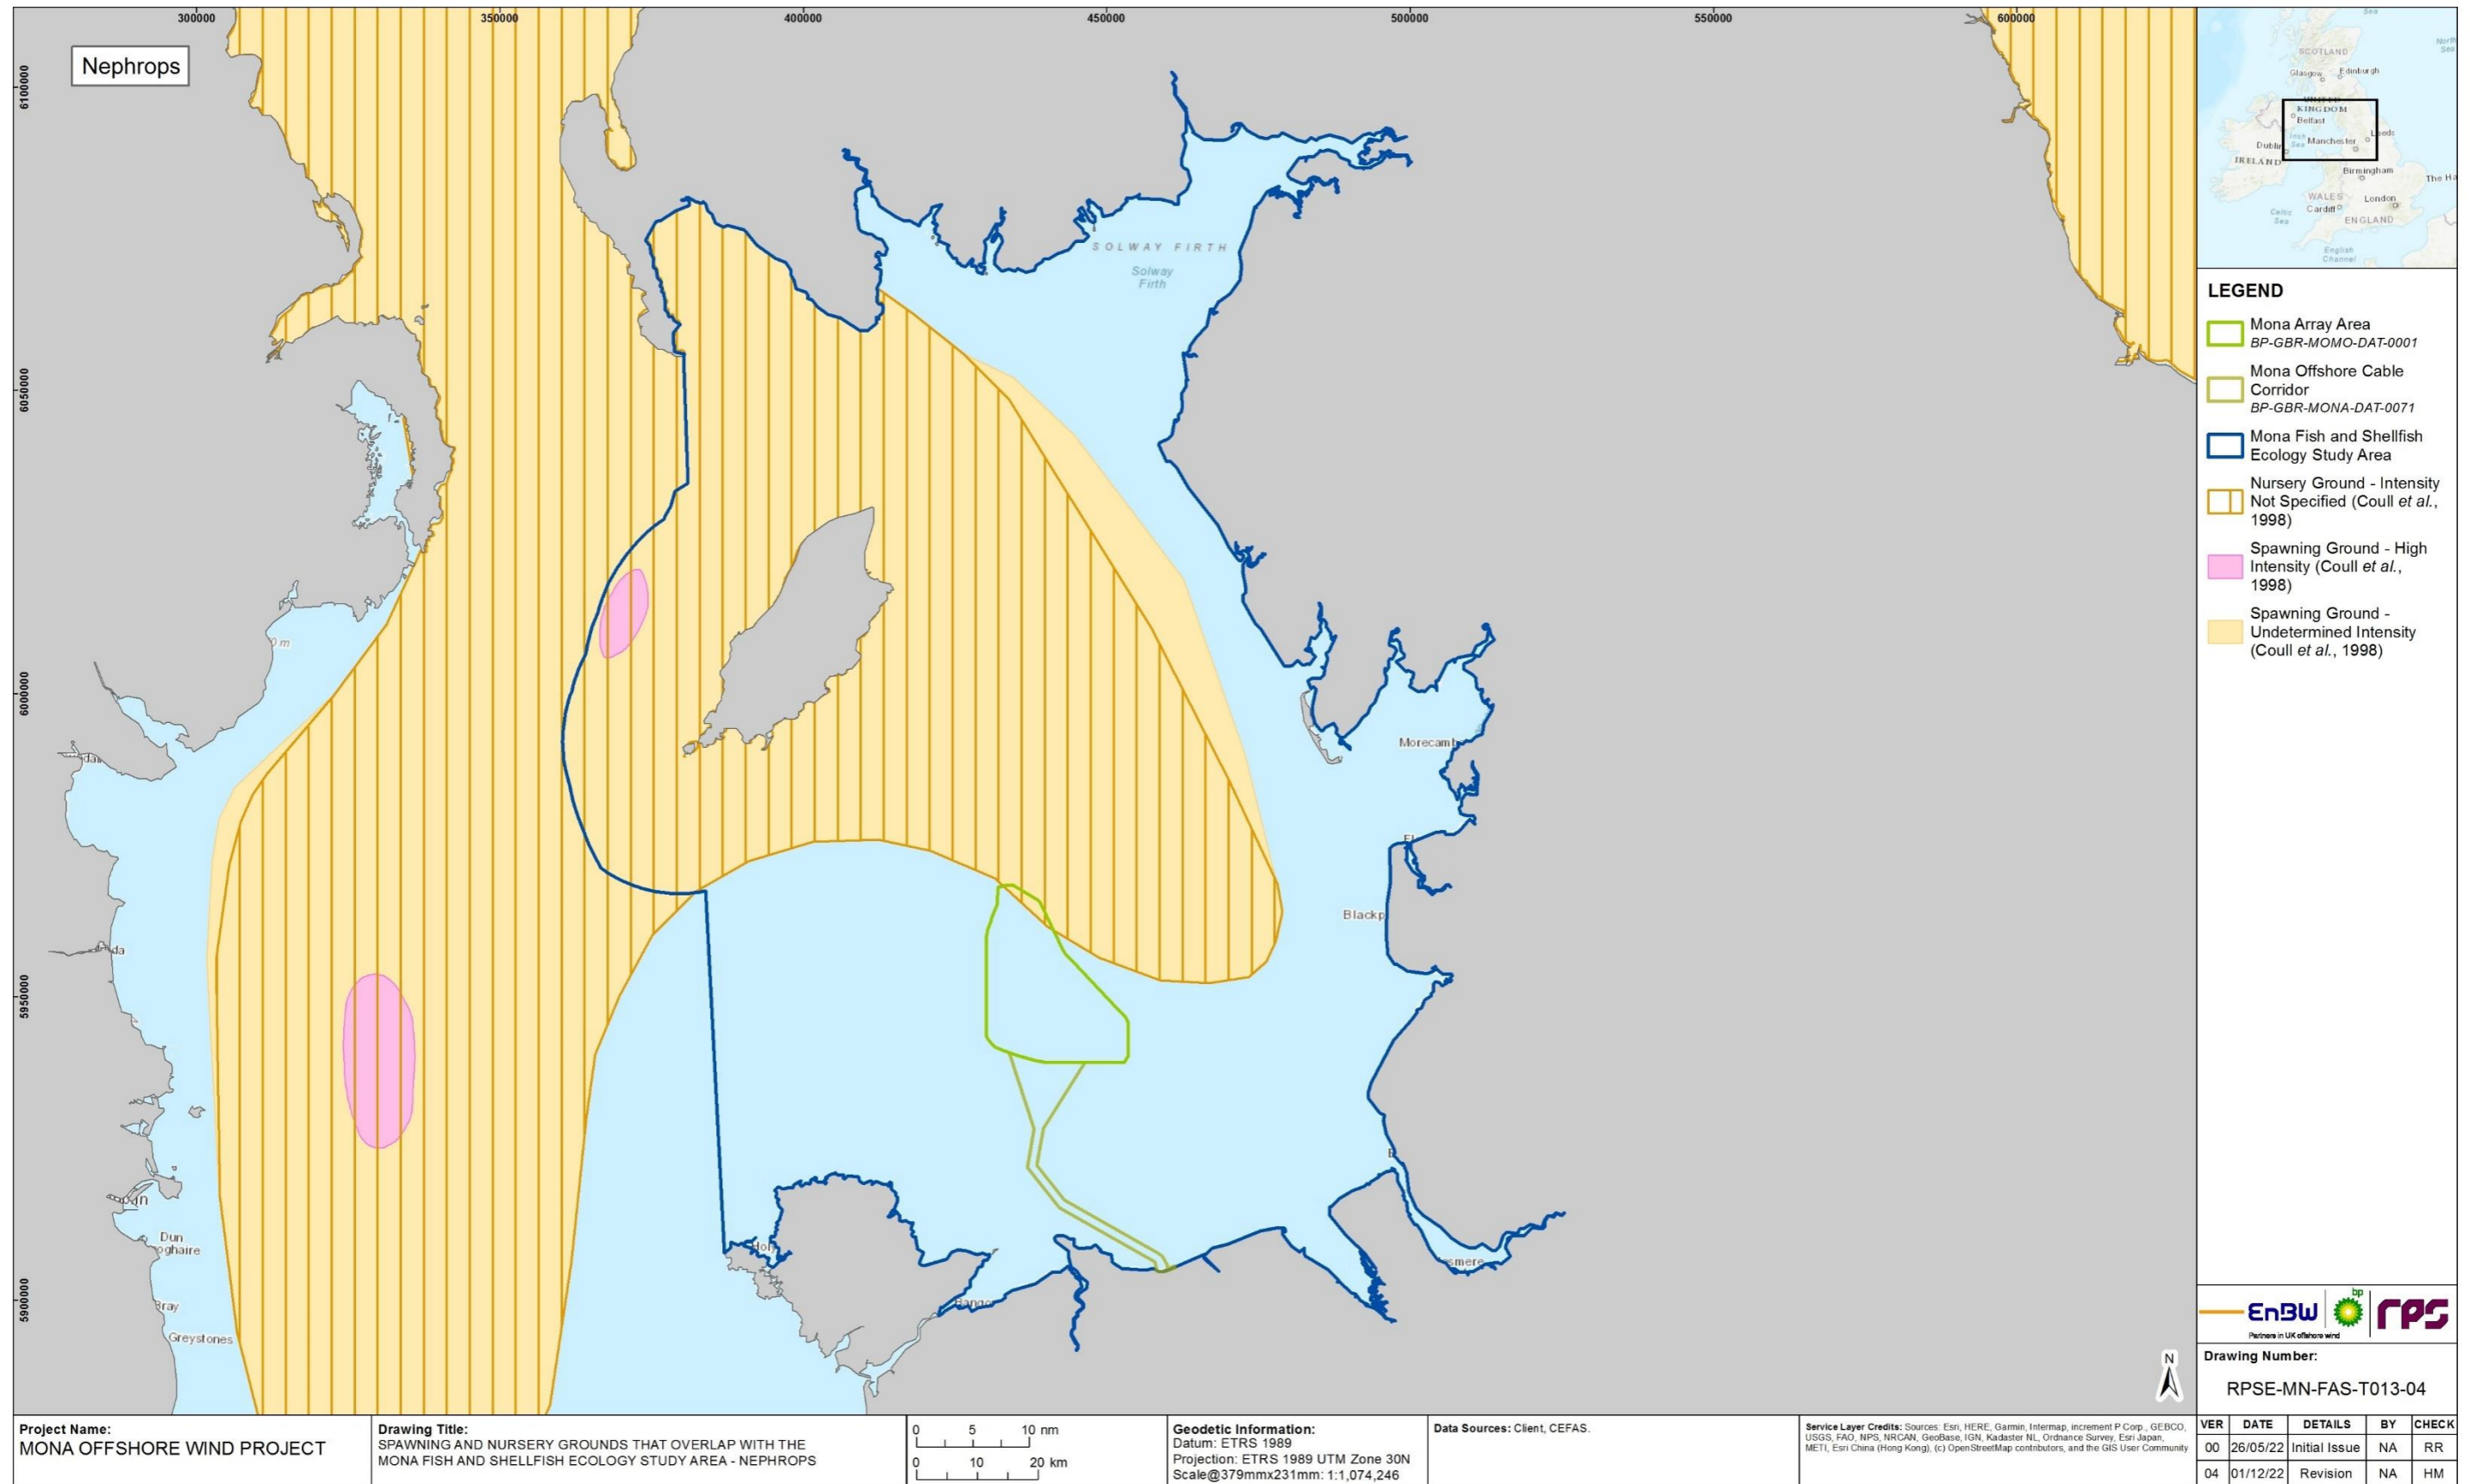 300000
350000
400000
450000
500000
550000
600000
6100000
6050000
6000000
5950000
5900000
Nephrops
SOLWAY FIRTH
Solway
Firth
Morecamb
Blackp
Dun
oghaire
Bray
Greystones
Holy
Bango
smere
SCOTLAND
Glasgow
Edinburgh
North
Sea
UNITED
KINGDOM
Belfast
Leeds
Irish
Sea
Manchester
Dublin
IRELAND
Birmingham
The Ha
WALES
London
Cardiff
Celtic
Sea
ENGLAND
English
Channel
LEGEND
Mona Array Area
BP-GBR-MOMO-DAT-0001
Mona Offshore Cable
Corridor
BP-GBR-MONA-DAT-0071
Mona Fish and Shellfish
Ecology Study Area
Nursery Ground - Intensity
Not Specified (Coull et al.,
1998)
Spawning Ground - High
Intensity (Coull et al.,
1998)
Spawning Ground -
Undetermined Intensity
(Coull et al., 1998)
EnBW
bp
rps
Partners in UK offshore wind
N
Drawing Number:
RPSE-MN-FAS-T013-04
Project Name:
MONA OFFSHORE WIND PROJECT
Drawing Title:
SPAWNING AND NURSERY GROUNDS THAT OVERLAP WITH THE
MONA FISH AND SHELLFISH ECOLOGY STUDY AREA - NEPHROPS
0 5 10 nm
0 10 20 km
Geodetic Information:
Datum: ETRS 1989
Projection: ETRS 1989 UTM Zone 30N
Scale@379mmx231mm: 1:1,074,246
Data Sources: Client, CEFAS.
Service Layer Credits: Sources: Esri, HERE, Garmin, Intermap, increment P Corp., GEBCO,
USGS, FAO, NPS, NRCAN, GeoBase, IGN, Kadaster NL, Ordnance Survey, Esri Japan,
METI, Esri China (Hong Kong), (c) OpenStreetMap contributors, and the GIS User Community
VER DATE DETAILS BY CHECK
00 26/05/22 Initial Issue NA RR
04 01/12/22 Revision NA HM